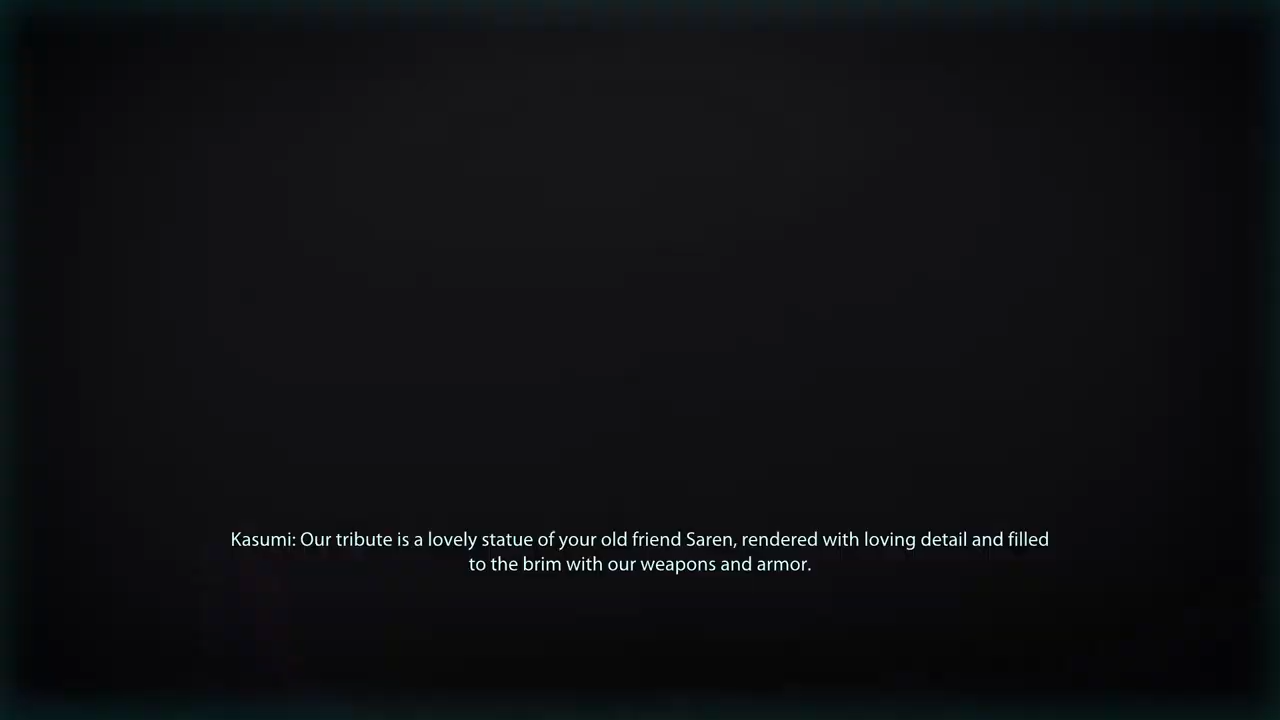 Kasumi: Our tribute is a lovely statue of your old friend Saren, rendered with loving detail and filled
to the brim with our weapons and armor.